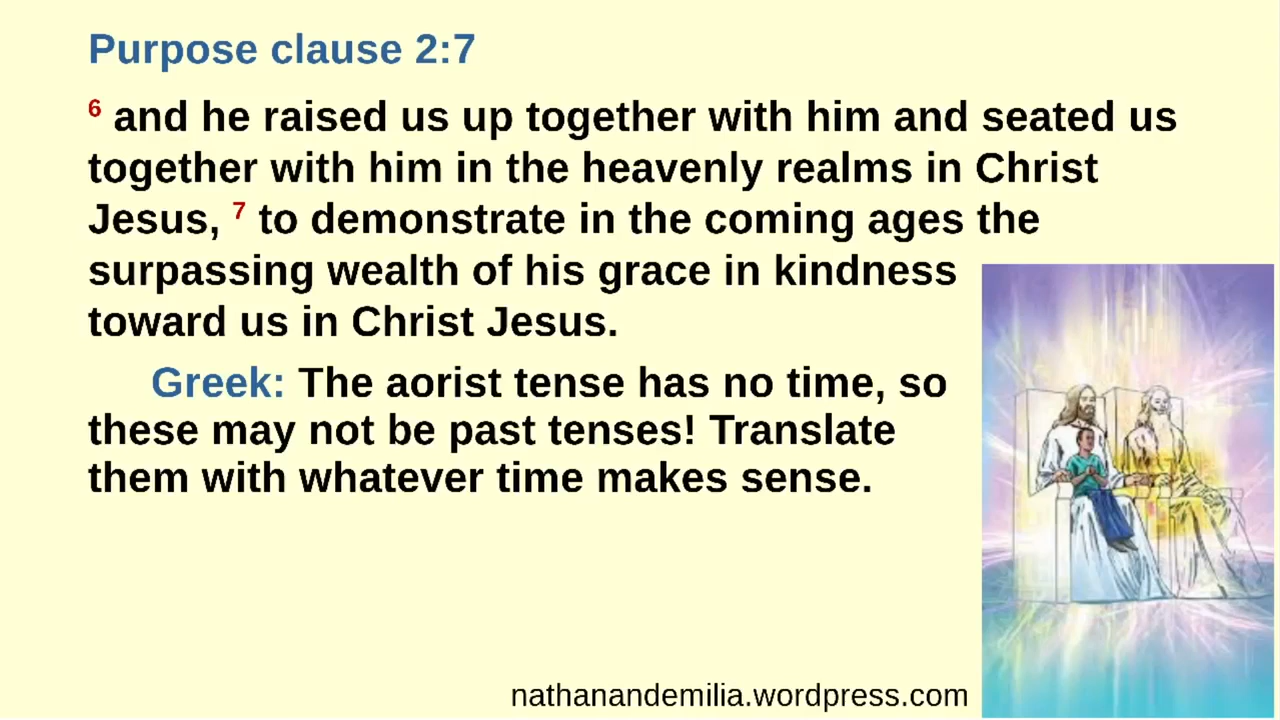 Purpose clause 2:7
6 and he raised us up together with him and seated us
together with him in the heavenly realms in Christ
Jesus, 7 to demonstrate in the coming ages the
surpassing wealth of his grace in kindness
toward us in Christ Jesus.
Greek: The aorist tense has no time, so
these may not be past tenses! Translate
them with whatever time makes sense.
nathanandemilia.wordpress.com